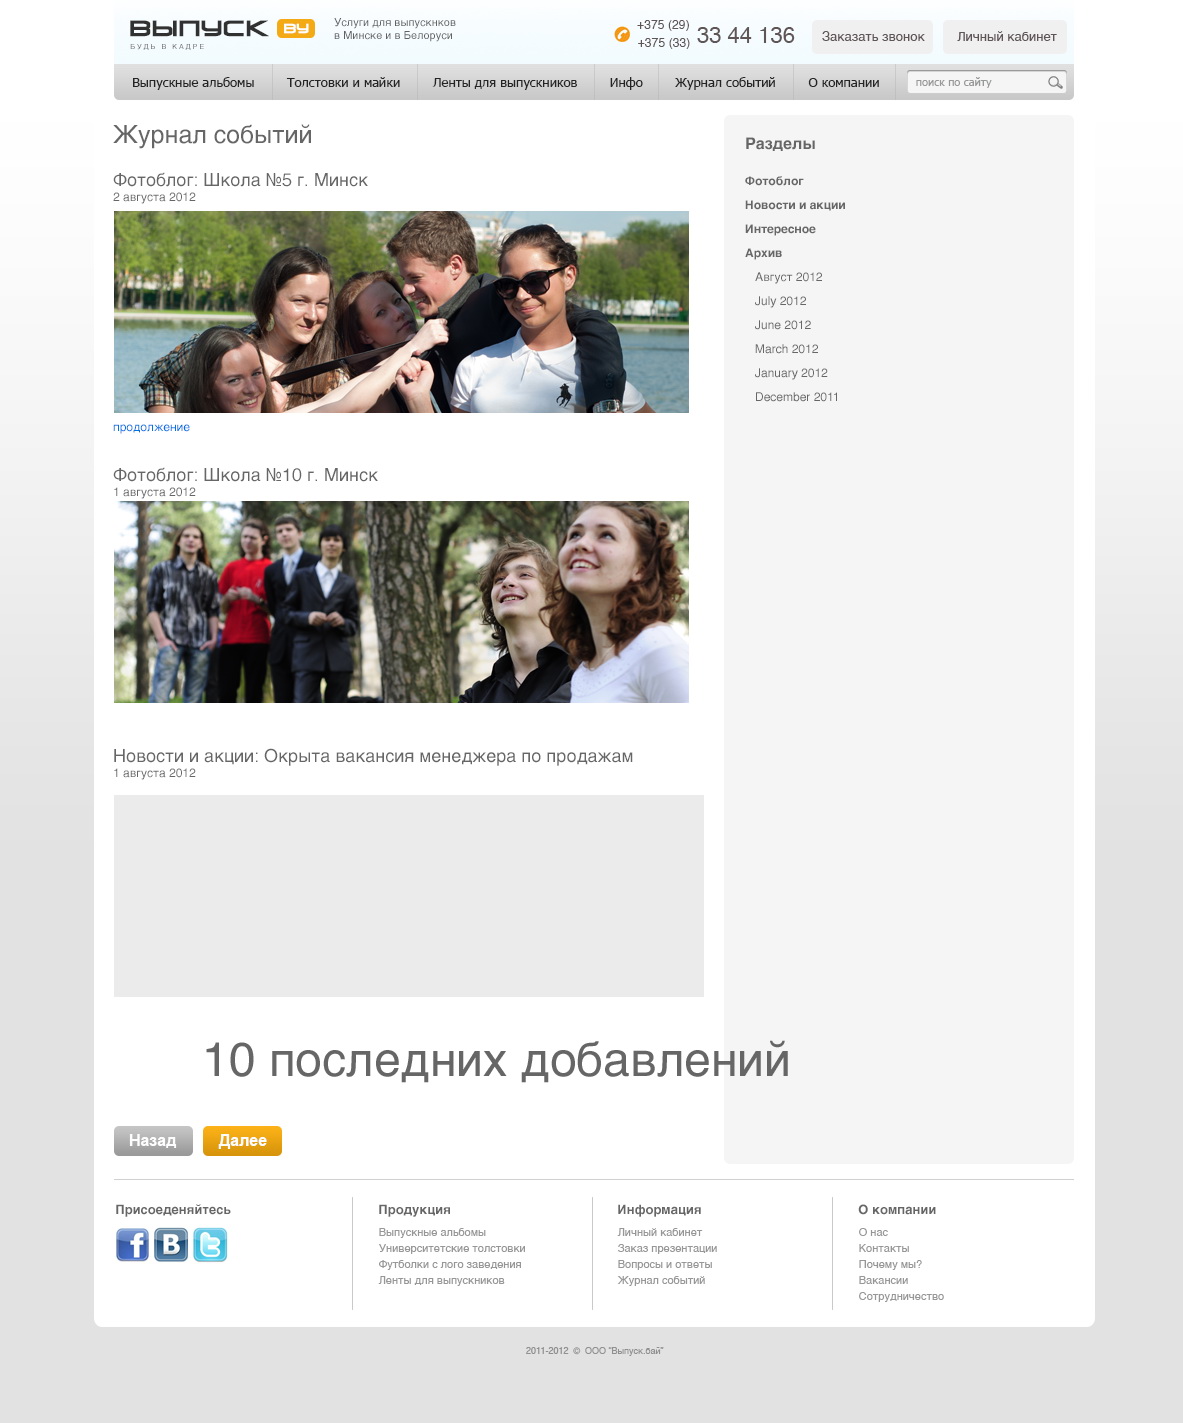 ВЫПУСК BY
БУДЬ В КАДРЕ
Услуги для выпускнков
в Минске и в Белоруси
+375 (29)
+375 (33)
33 44 136
Заказать звонок
Личный кабинет
Выпускные альбомы
Толстовки и майки
Ленты для выпускников
Инфо
Журнал событий
О компании
поиск по сайту
Журнал событий
Фотоблог: Школа №5 г. Минск
2 августа 2012
продолжение
Фотоблог: Школа №10 г. Минск
1 августа 2012
Новости и акции: Окрыта вакансия менеджера по продажам
1 августа 2012
10 последних добавлений
Назад
Далее
Разделы
Фотоблог
Новости и акции
Интересное
Архив
Август 2012
July 2012
June 2012
March 2012
January 2012
December 2011
Присоеденяйтесь
Продукция
Выпускные альбомы
Университетские толстовки
Футболки с лого заведения
Ленты для выпускников
Информация
Личный кабинет
Заказ презентации
Вопросы и ответы
Журнал событий
О компании
О нас
Контакты
Почему мы?
Вакансии
Сотрудничество
2011-2012 © ООО "Выпуск.бай"